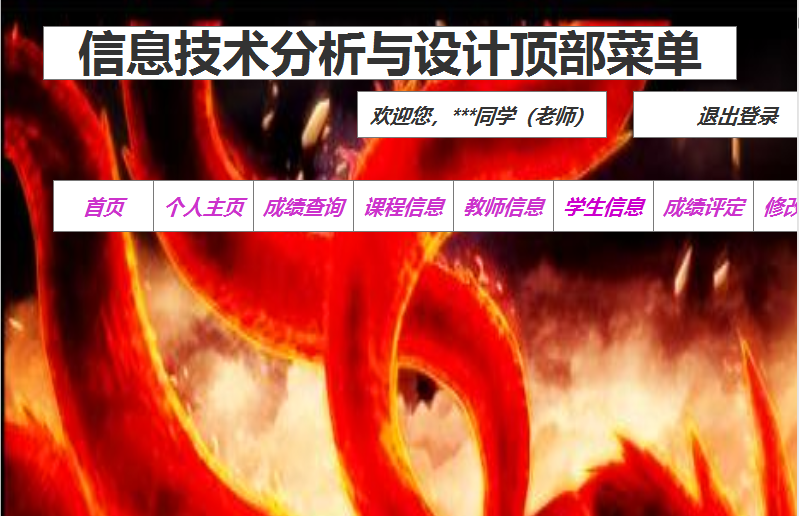 信息技术分析与设计顶部菜单
欢迎您，***同学（老师） 退出登录
首页 个人主页 成绩查询 课程信息 教师信息 学生信息 成绩评定 修改